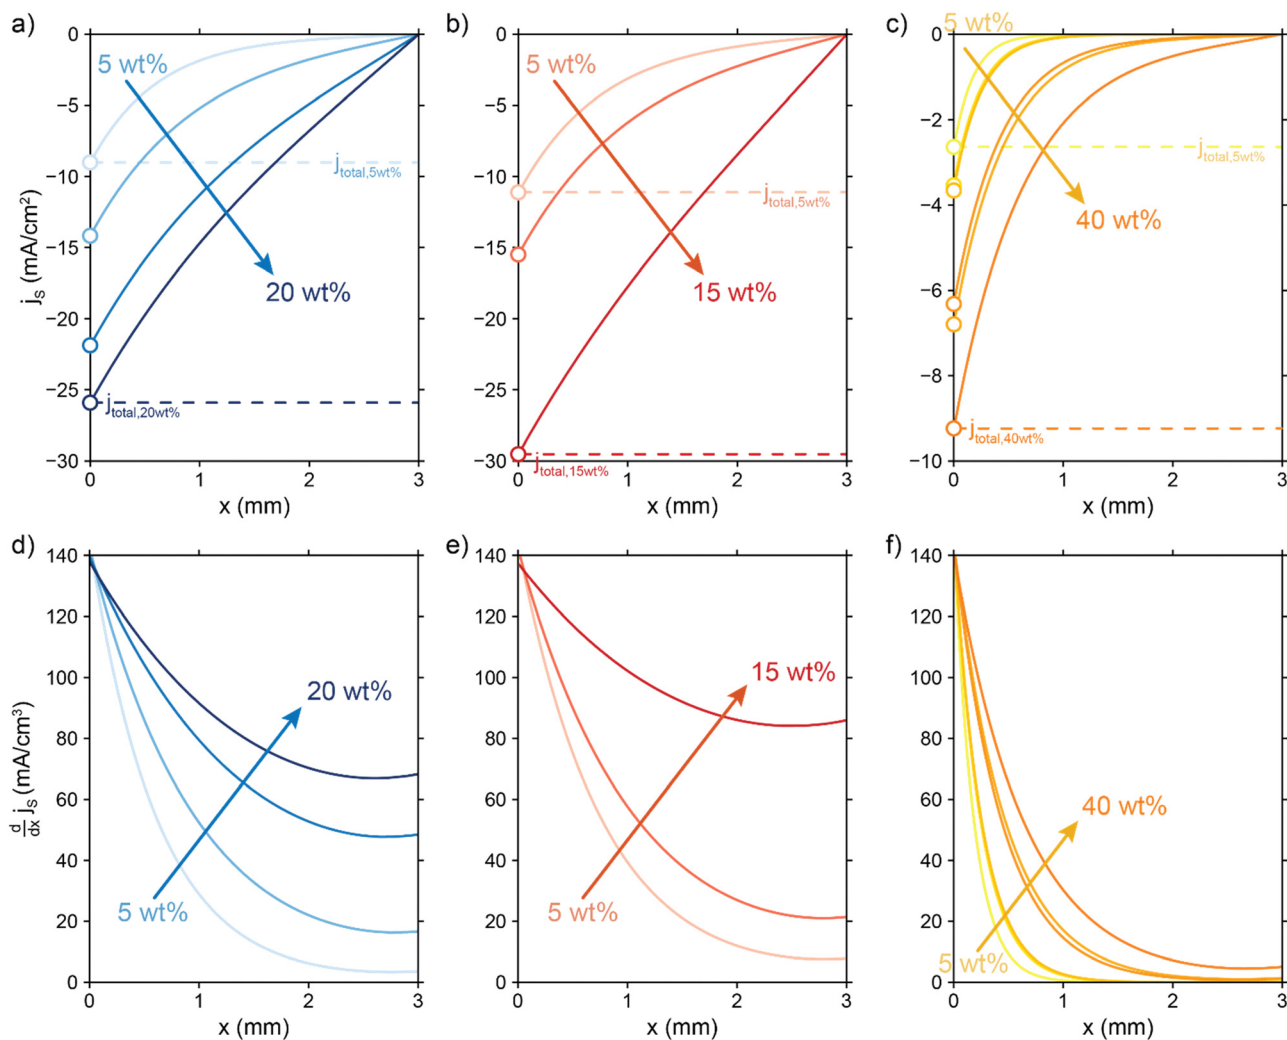 a)
0
−5
−10
−15
−20
−25
−30
5 wt%
j_total,5wt%
20 wt%
j_total,20wt%
j_S (mA/cm²)
0 1 2 3
x (mm)
b)
0
−5
−10
−15
−20
−25
−30
5 wt%
j_total,5wt%
15 wt%
j_total,15wt%
0 1 2 3
x (mm)
c)
0
−2
−4
−6
−8
−10
5 wt%
j_total,5wt%
40 wt%
j_total,40wt%
0 1 2 3
x (mm)
d)
140
120
100
80
60
40
20
0
20 wt%
5 wt%
d/dx j_S (mA/cm³)
0 1 2 3
x (mm)
e)
140
120
100
80
60
40
20
0
15 wt%
5 wt%
0 1 2 3
x (mm)
f)
140
120
100
80
60
40
20
0
40 wt%
5 wt%
0 1 2 3
x (mm)